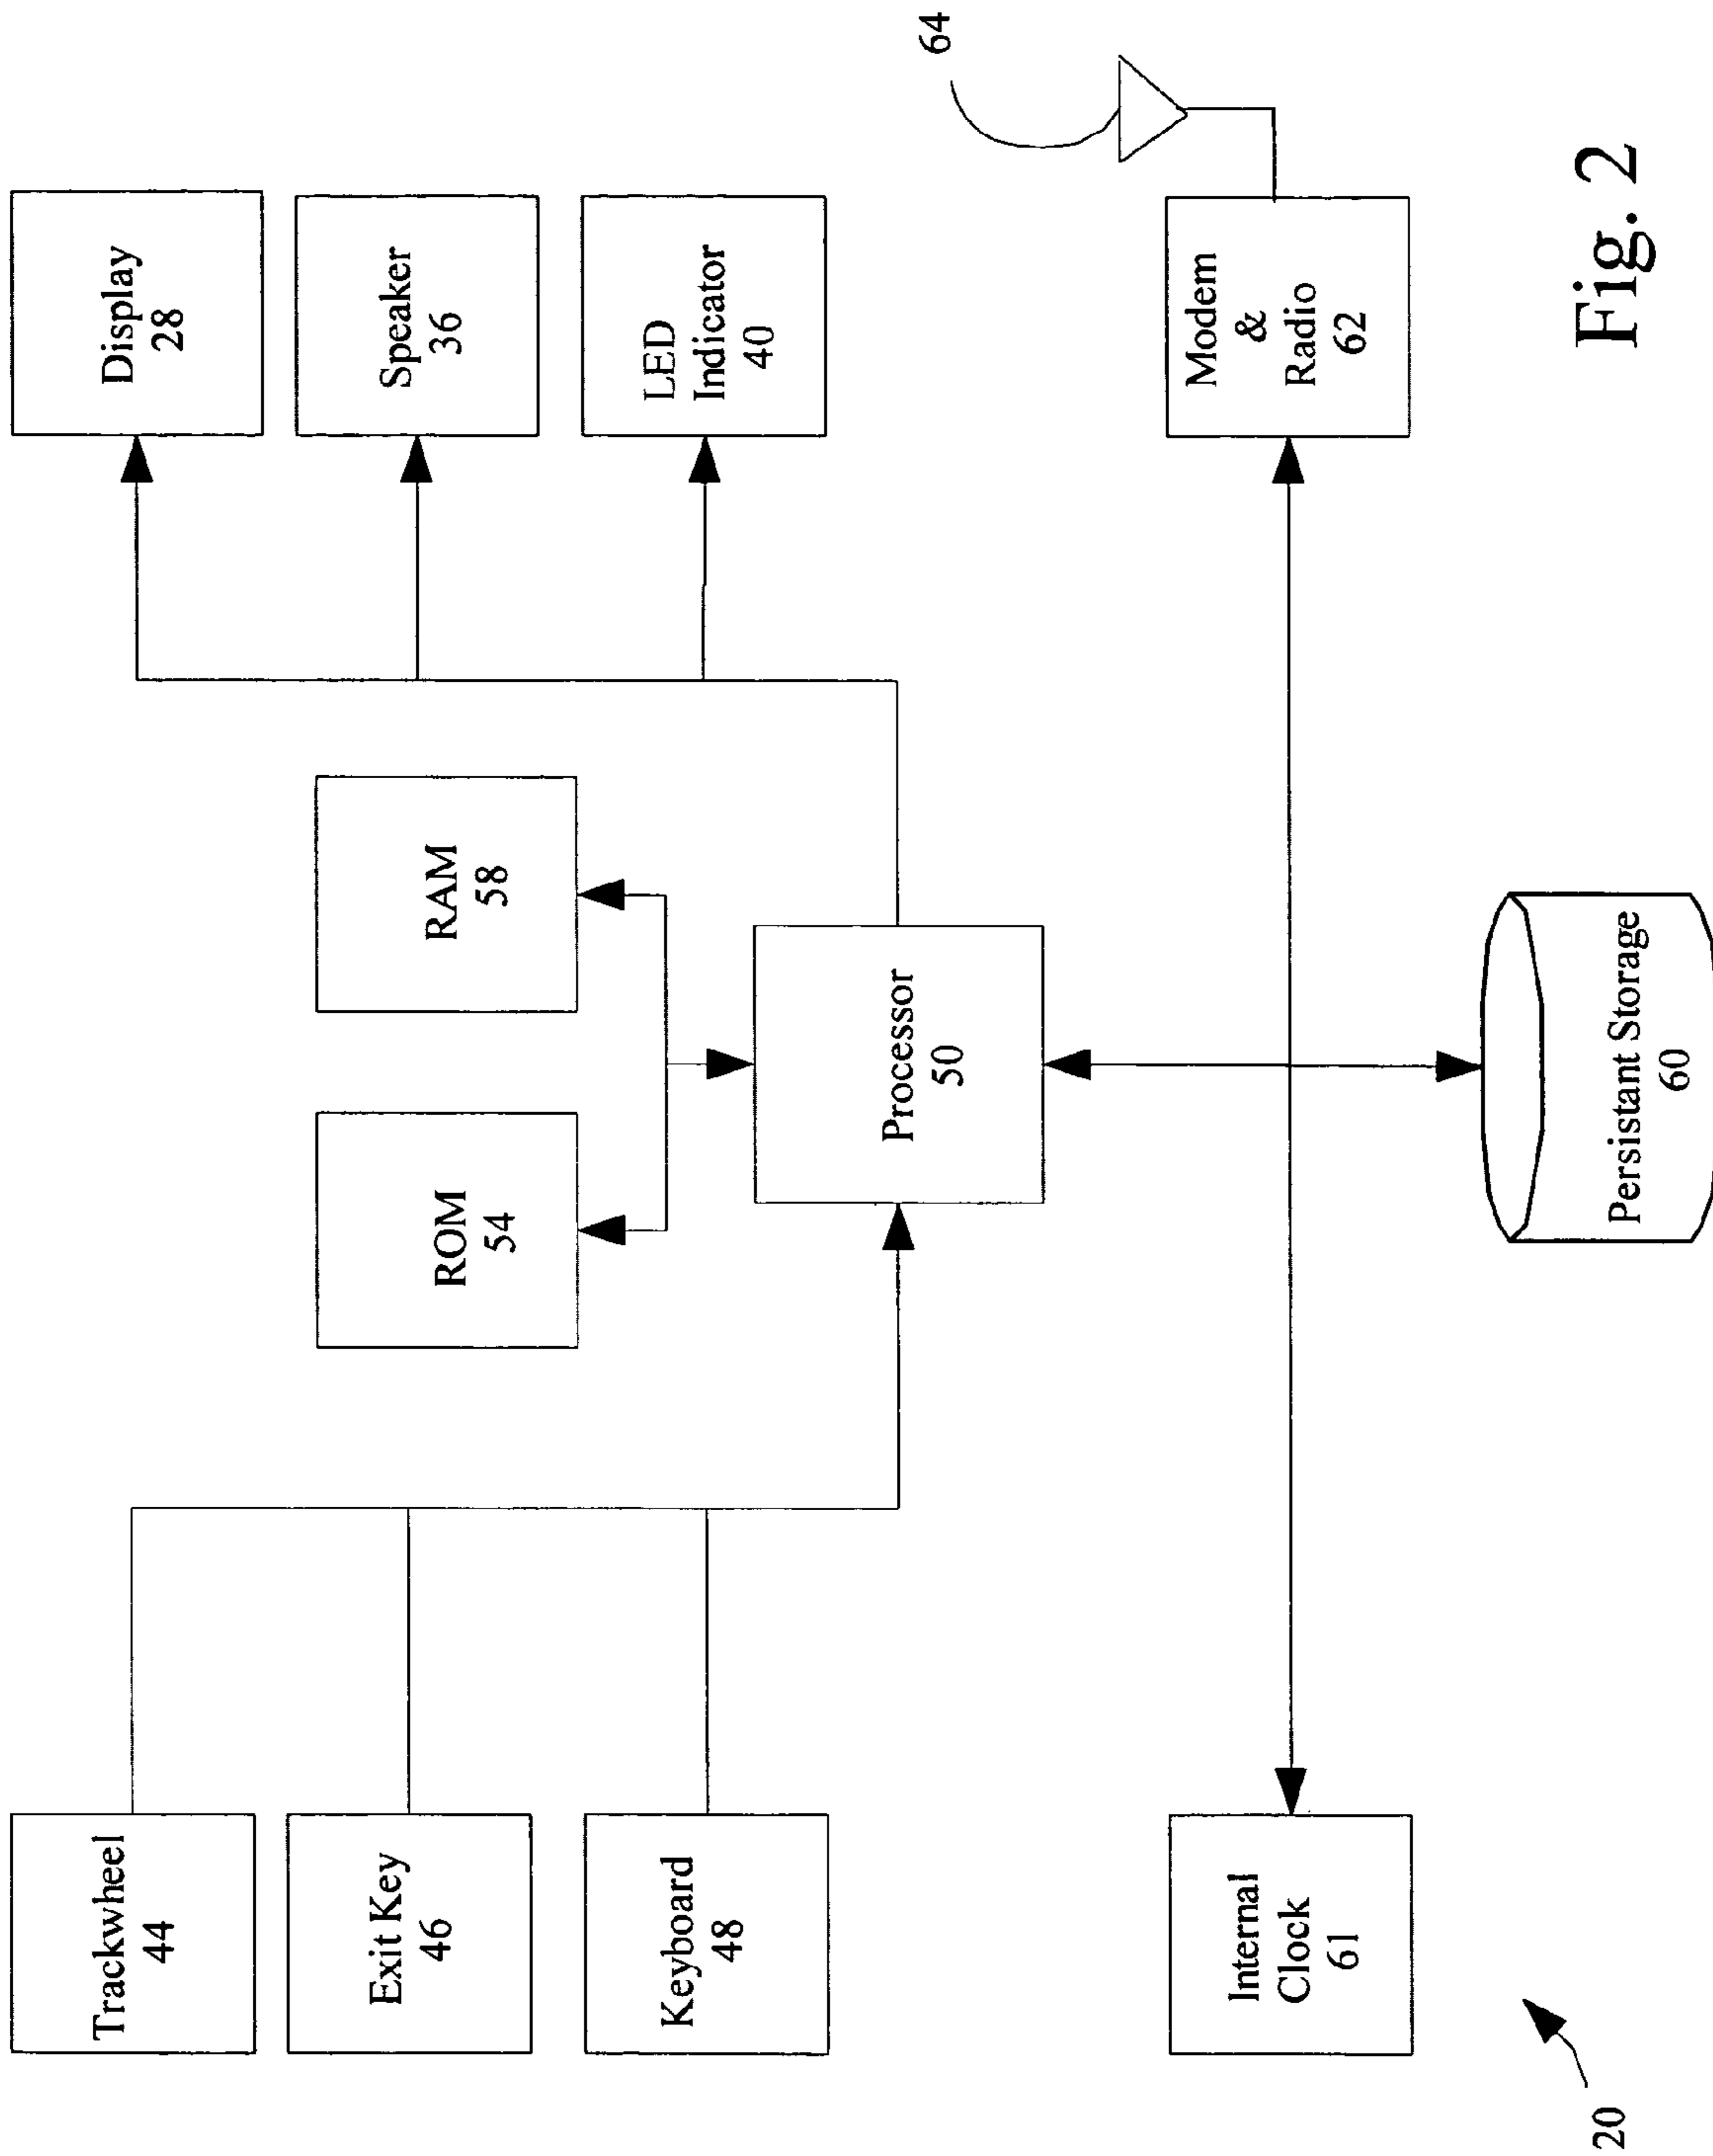 Trackwheel
44
Exit Key
46
Keyboard
48
ROM
54
RAM
58
Processor
50
Display
28
Speaker
36
LED
Indicator
40
64
Internal
Clock
61
Modem
&
Radio
62
Persistant Storage
60
20
Fig. 2